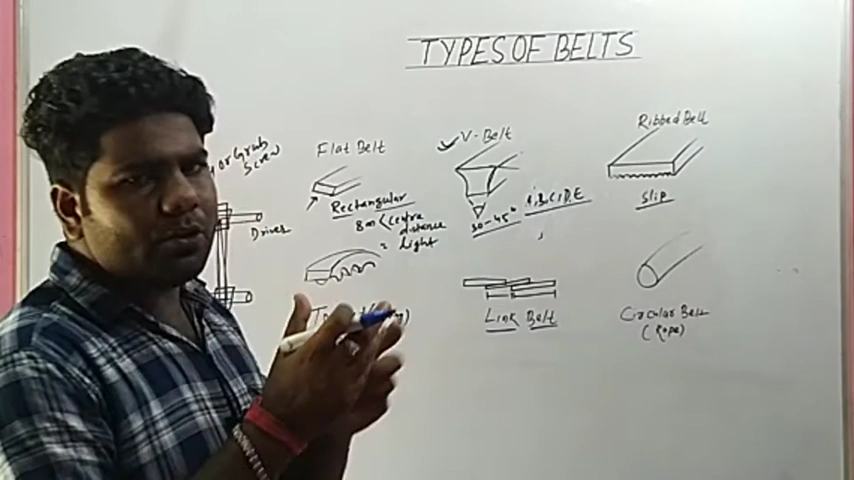 TYPES OF BELTS
or Grub
Screw
Driver
Flat Belt
Rectangular
8m < centre
distance
= light
V-Belt
A, B, C, D, E
30-45°
Ribbed Belt
slip
Link Belt
Circular Belt
(Rope)